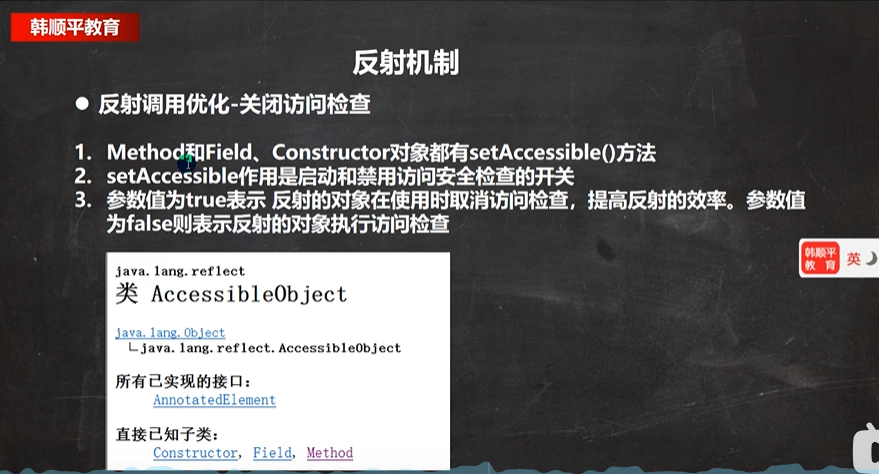 韩顺平教育
反射机制
● 反射调用优化-关闭访问检查
1. Method和Field、Constructor对象都有setAccessible()方法
2. setAccessible作用是启动和禁用访问安全检查的开关
3. 参数值为true表示 反射的对象在使用时取消访问检查，提高反射的效率。参数值
为false则表示反射的对象执行访问检查
java.lang.reflect
类 AccessibleObject
java.lang.Object
java.lang.reflect.AccessibleObject
所有已实现的接口：
AnnotatedElement
直接已知子类：
Constructor, Field, Method
韩顺平
教 育
英